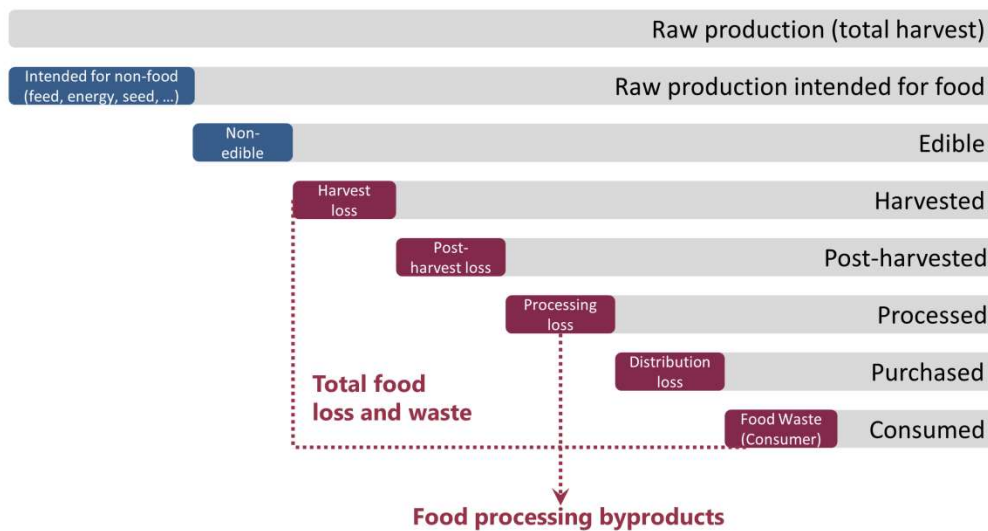 Raw production (total harvest)
Intended for non-food
(feed, energy, seed, ...)
Raw production intended for food
Non-
edible
Edible
Harvest
loss
Harvested
Post-
harvest loss
Post-harvested
Processing
loss
Processed
Distribution
loss
Purchased
Total food
loss and waste
Food Waste
(Consumer)
Consumed
Food processing byproducts